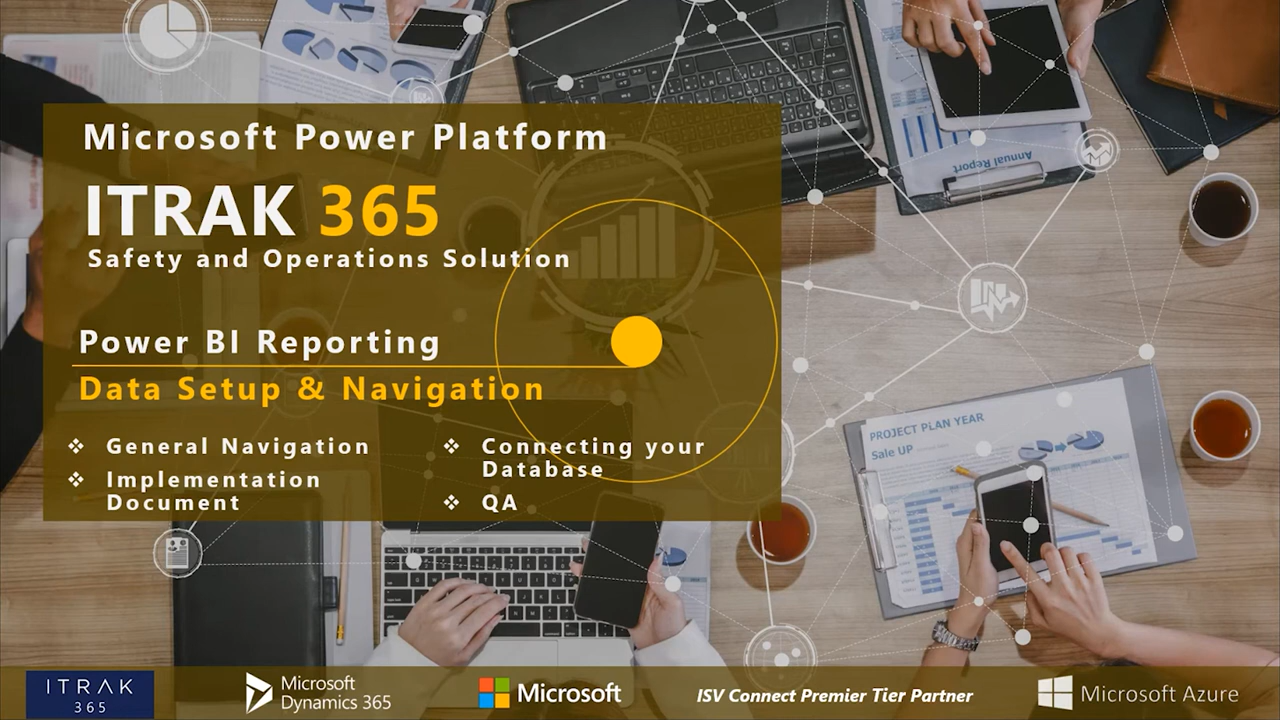 Microsoft Power Platform
ITRAK 365
Safety and Operations Solution
Power BI Reporting
Data Setup & Navigation
❖ General Navigation
❖ Implementation
Document
❖ Connecting your
Database
❖ QA
Annual Report
PROJECT PLAN YEAR
Sale UP
ITRAK
365
Microsoft
Dynamics 365
Microsoft
ISV Connect Premier Tier Partner
Microsoft Azure